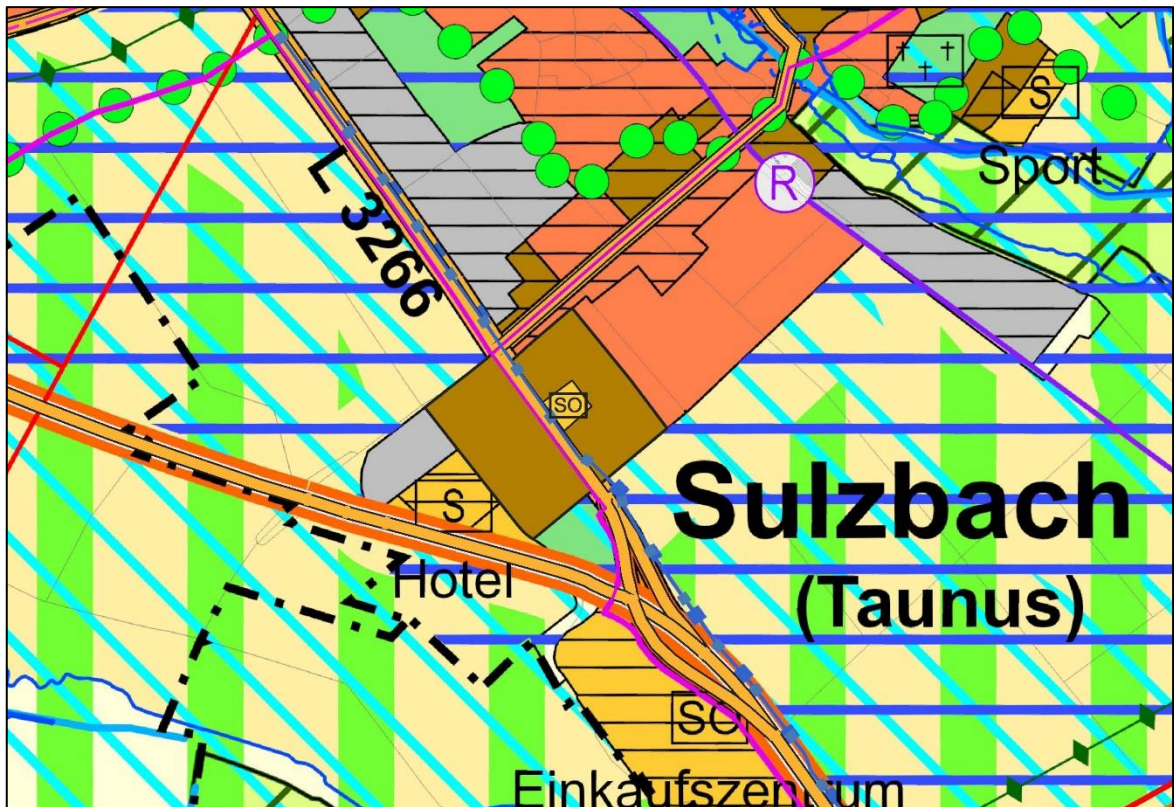 S
Sport
R
L 3266
SO
Sulzbach
(Taunus)
S
Hotel
SO
Einkaufszentrum